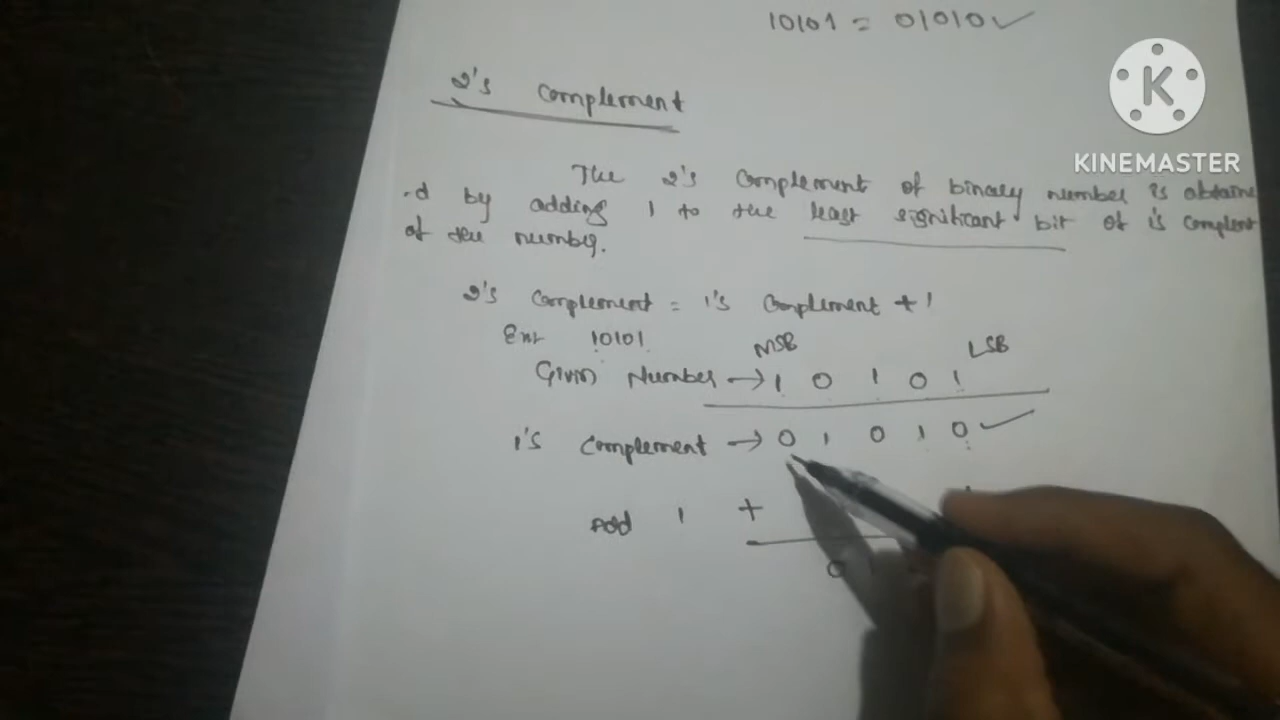 10101 = 01010 ✓
KINEMASTER
2's complement
The 2's complement of binary number is obtaine
-d by adding 1 to the least significant bit of 1's complent
of the number.
2's complement = 1's complement + 1
10101
MSB LSB
Given Number → 1 0 1 0 1
1's complement → 0 1 0 1 0 ✓
Add 1 +
0